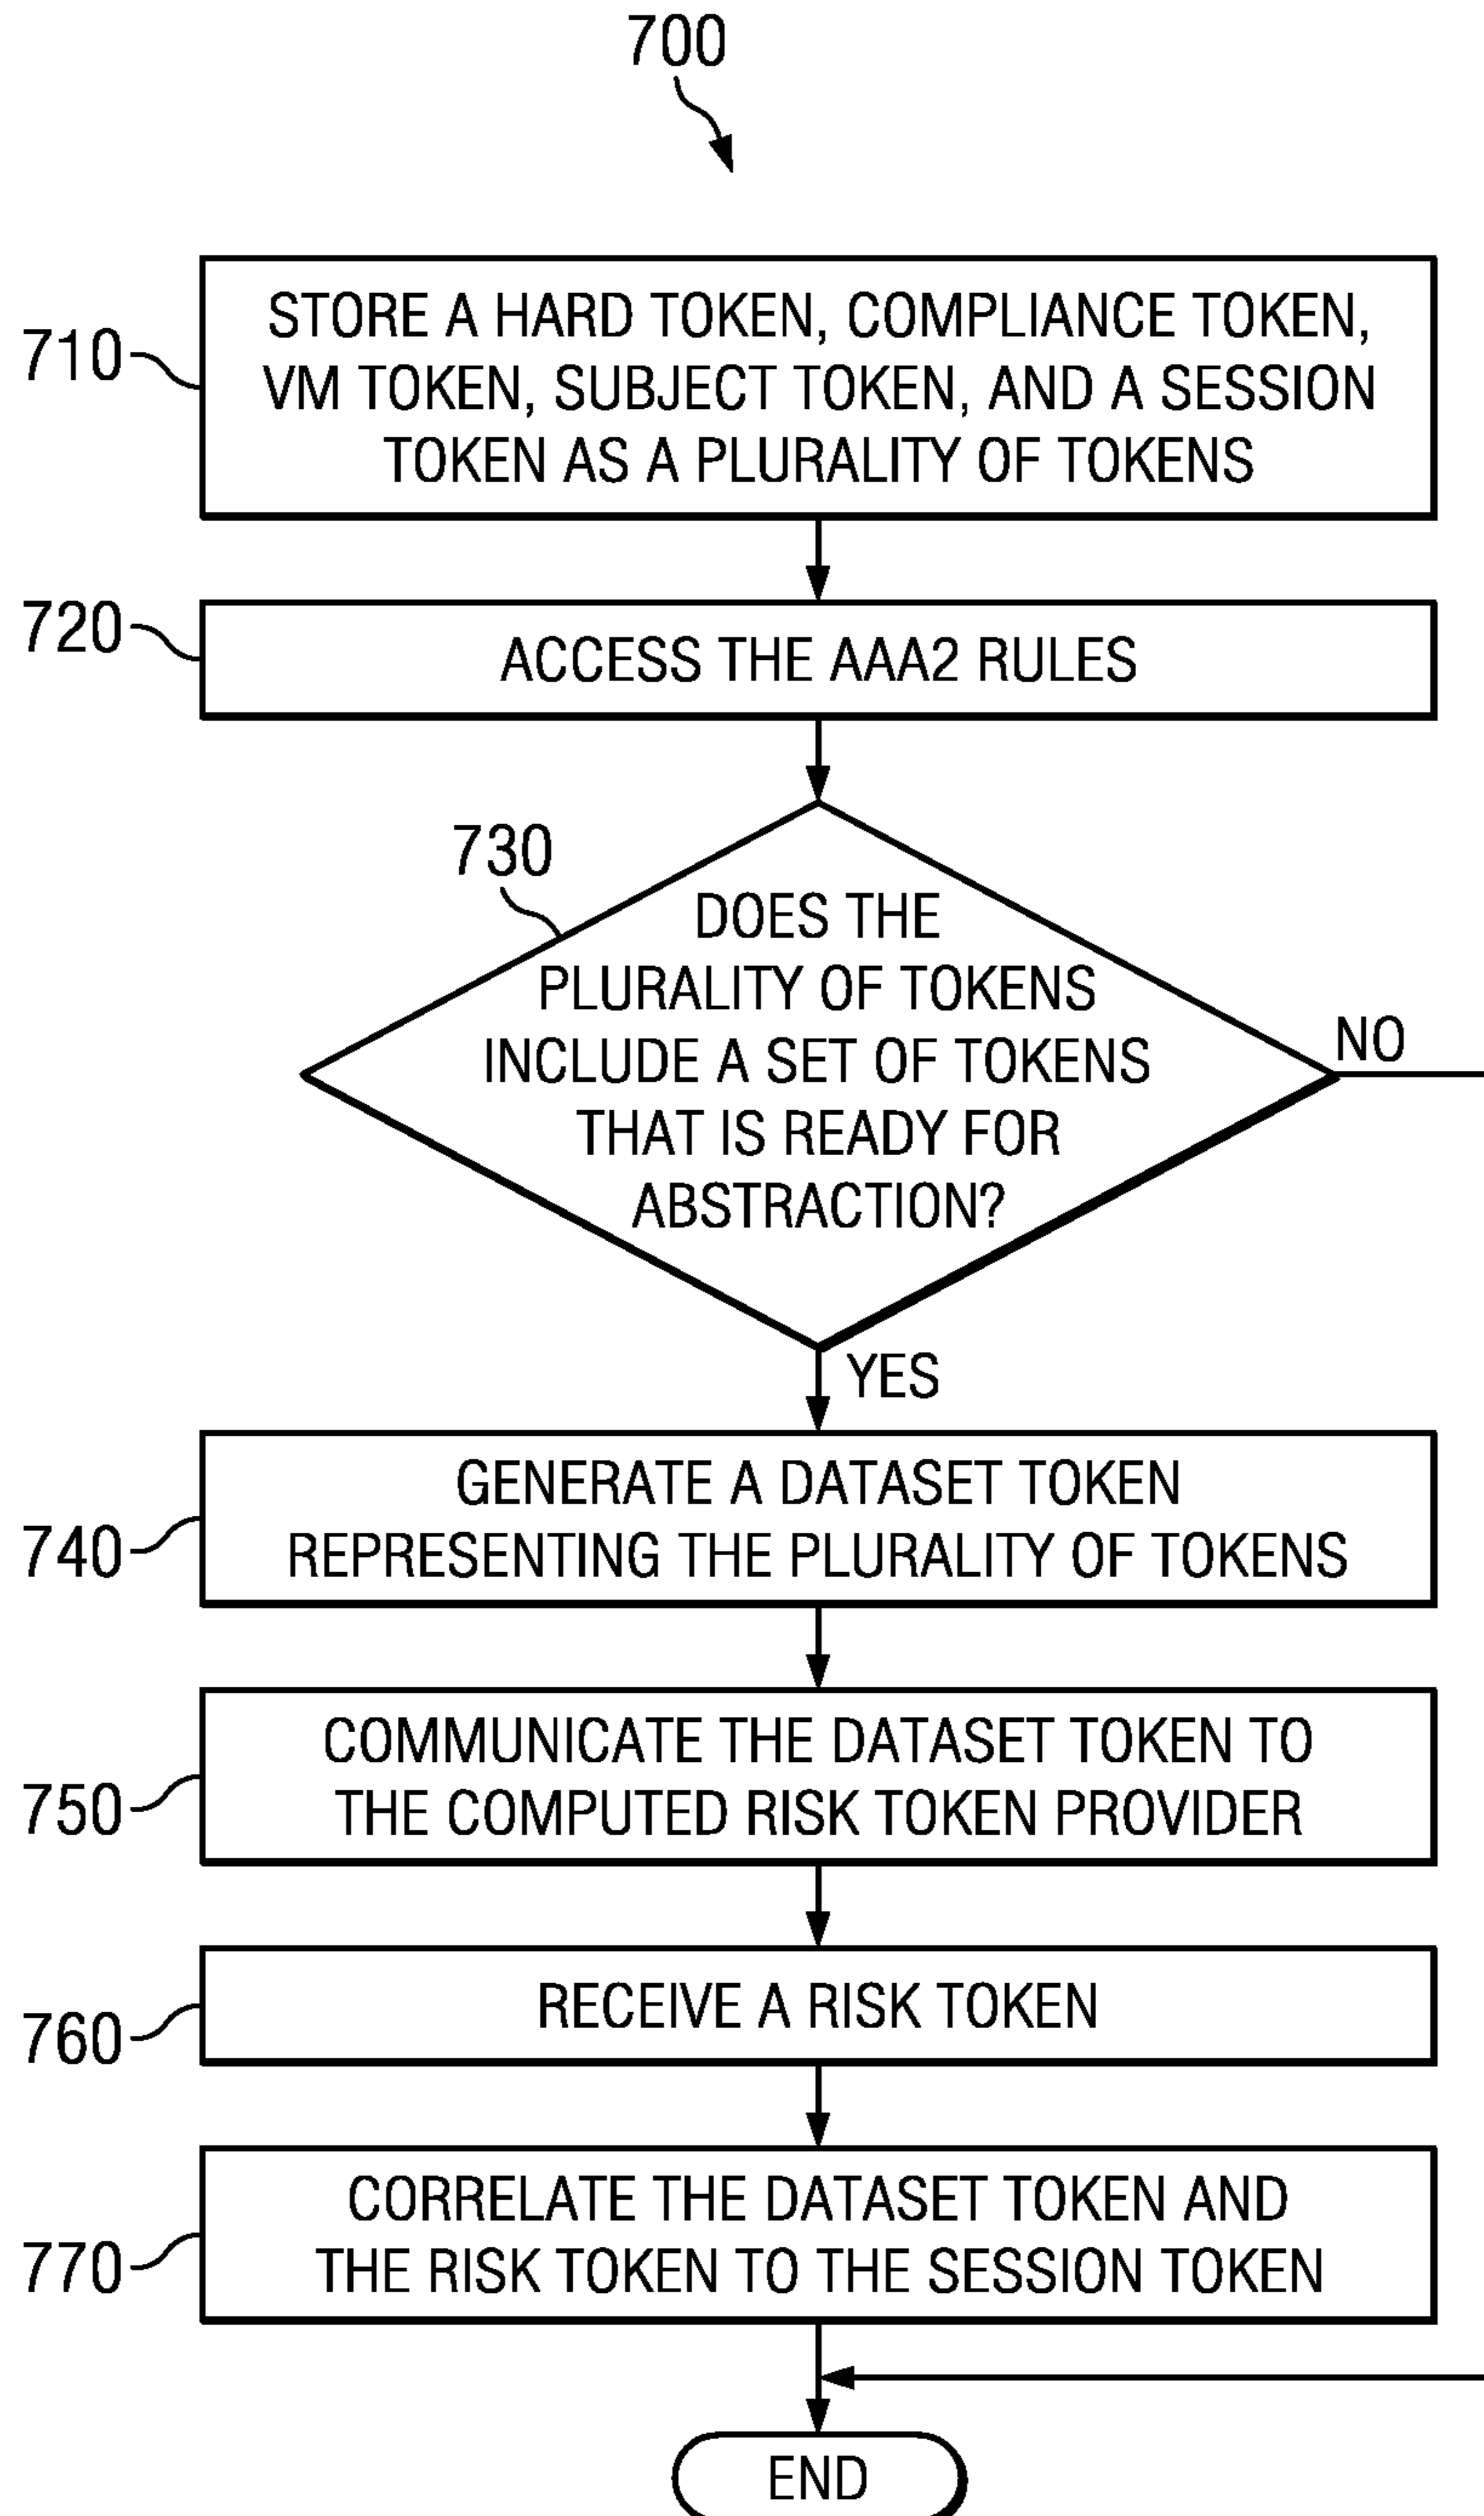 700
710
STORE A HARD TOKEN, COMPLIANCE TOKEN,
VM TOKEN, SUBJECT TOKEN, AND A SESSION
TOKEN AS A PLURALITY OF TOKENS
720
ACCESS THE AAA2 RULES
730
DOES THE
PLURALITY OF TOKENS
INCLUDE A SET OF TOKENS
THAT IS READY FOR
ABSTRACTION?
NO
YES
740
GENERATE A DATASET TOKEN
REPRESENTING THE PLURALITY OF TOKENS
750
COMMUNICATE THE DATASET TOKEN TO
THE COMPUTED RISK TOKEN PROVIDER
760
RECEIVE A RISK TOKEN
770
CORRELATE THE DATASET TOKEN AND
THE RISK TOKEN TO THE SESSION TOKEN
END